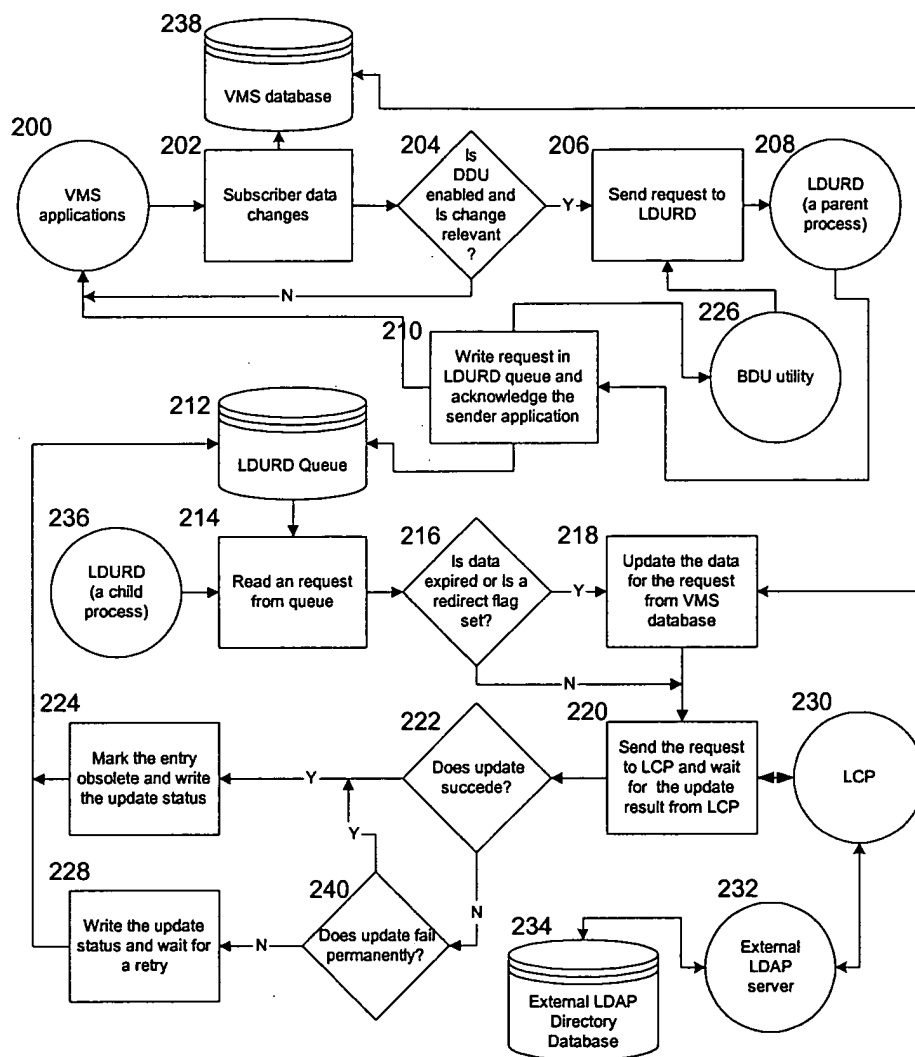 238
VMS database
200
VMS
applications
202
Subscriber data
changes
204
Is
DDU
enabled and
Is change
relevant
?
Y
N
206
Send request to
LDURD
208
LDURD
(a parent
process)
210
Write request in
LDURD queue and
acknowledge the
sender application
226
BDU utility
212
LDURD Queue
236
LDURD
(a child
process)
214
Read an request
from queue
216
Is data
expired or Is a
redirect flag
set?
Y
N
218
Update the data
for the request
from VMS
database
224
Mark the entry
obsolete and write
the update status
222
Does update
succede?
Y
N
220
Send the request
to LCP and wait
for the update
result from LCP
230
LCP
228
Write the update
status and wait for
a retry
240
Does update fail
permanently?
Y
N
234
External LDAP
Directory
Database
232
External
LDAP
server